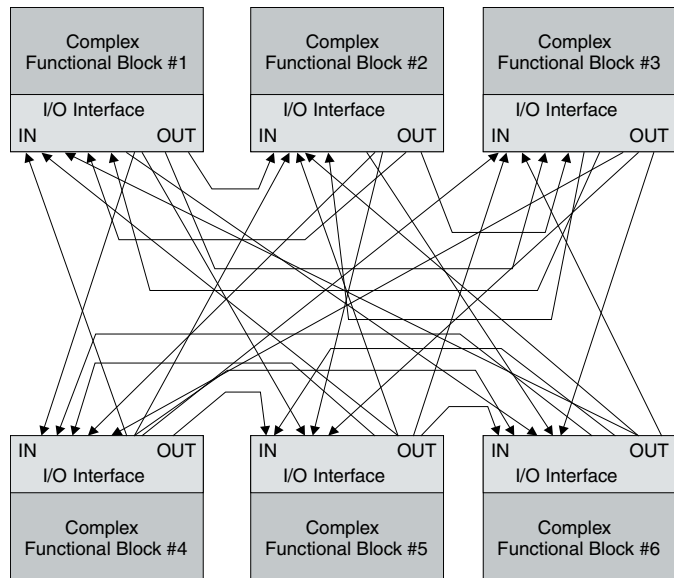 Complex
Functional Block #1
I/O Interface
IN OUT
Complex
Functional Block #2
I/O Interface
IN OUT
Complex
Functional Block #3
I/O Interface
IN OUT
IN OUT
I/O Interface
Complex
Functional Block #4
IN OUT
I/O Interface
Complex
Functional Block #5
IN OUT
I/O Interface
Complex
Functional Block #6